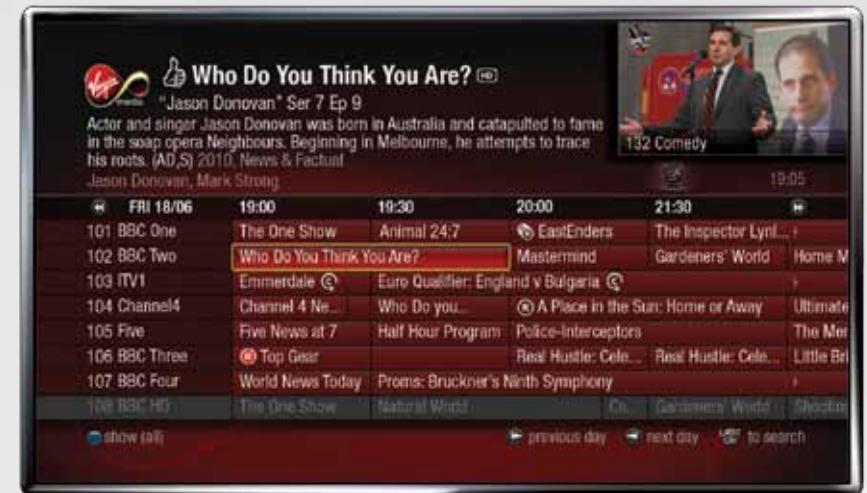 Virgin media
Who Do You Think You Are? HD
"Jason Donovan" Ser 7 Ep 9
Actor and singer Jason Donovan was born in Australia and catapulted to fame
in the soap opera Neighbours. Beginning in Melbourne, he attempts to trace
his roots. (AD,S) 2010, News & Factual
Jason Donovan, Mark Strong
132 Comedy
19:05
FRI 18/06 19:00 19:30 20:00 21:30
101 BBC One The One Show Animal 24:7 EastEnders The Inspector Lynl...
102 BBC Two Who Do You Think You Are? Mastermind Gardeners' World Home M
103 ITV1 Emmerdale Euro Qualifier: England v Bulgaria
104 Channel4 Channel 4 Ne... Who Do you... A Place in the Sun: Home or Away Ultimate
105 Five Five News at 7 Half Hour Program Police-Interceptors The Mer
106 BBC Three Top Gear Real Hustle: Cele... Real Hustle: Cele... Little Bri
107 BBC Four World News Today Proms: Bruckner's Ninth Symphony
108 BBC HD The One Show Natural World Co... Gardeners' World Shooting
show (all) previous day next day to search